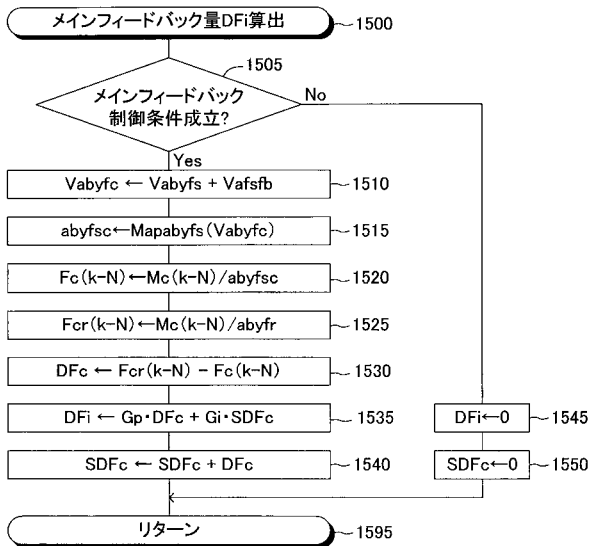 メインフィードバック量DFi算出
1500
1505
メインフィードバック
制御条件成立?
No
Yes
Vabyfc ← Vabyfs + Vafsfb
1510
abyfsc←Mapabyfs(Vabyfc)
1515
Fc(k-N)←Mc(k-N)/abyfsc
1520
Fcr(k-N)←Mc(k-N)/abyfr
1525
DFc ← Fcr(k-N) - Fc(k-N)
1530
DFi ← Gp・DFc + Gi・SDFc
1535
DFi←0
1545
SDFc ← SDFc + DFc
1540
SDFc←0
1550
リターン
1595